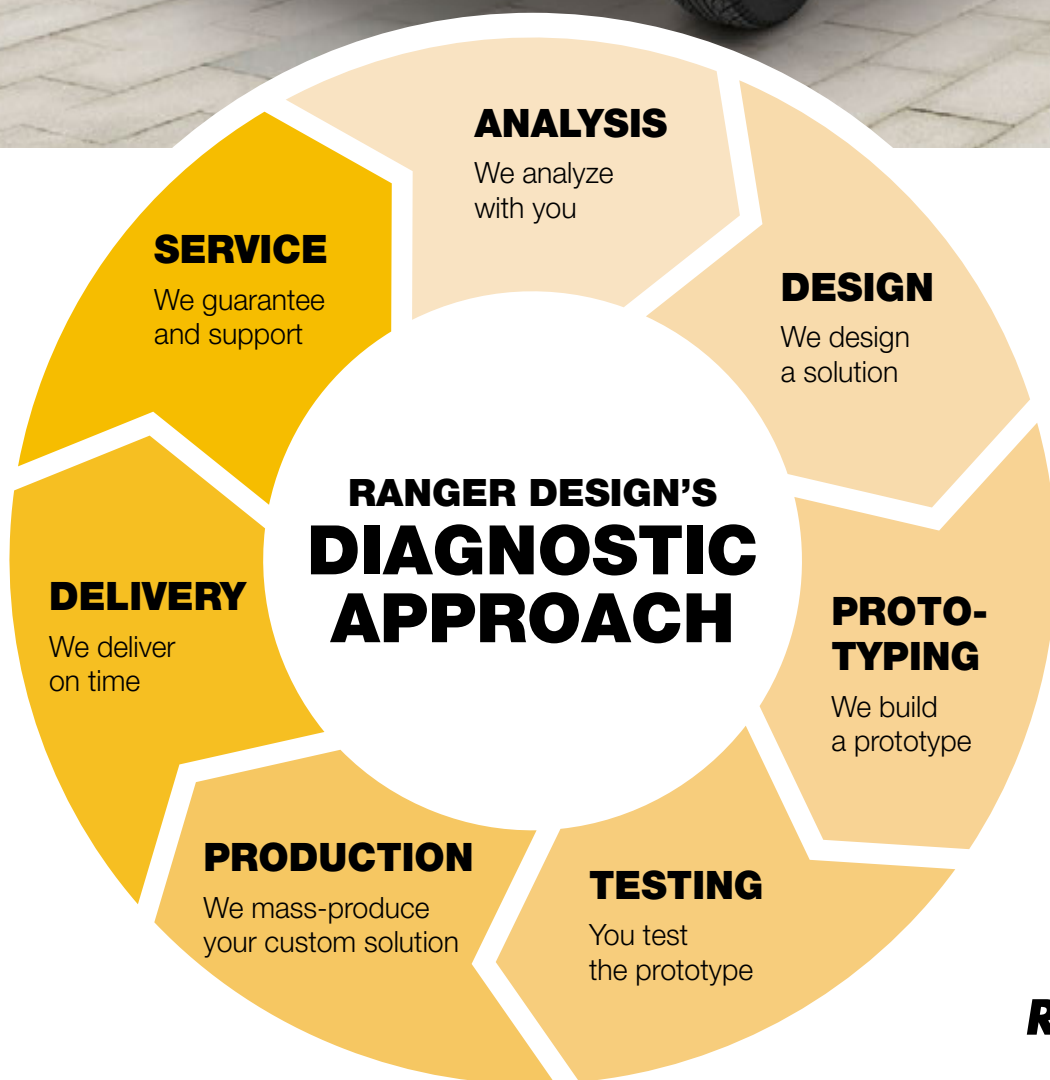 ANALYSIS
We analyze
with you
DESIGN
We design
a solution
PROTO-
TYPING
We build
a prototype
TESTING
You test
the prototype
PRODUCTION
We mass-produce
your custom solution
DELIVERY
We deliver
on time
SERVICE
We guarantee
and support
RANGER DESIGN'S
DIAGNOSTIC
APPROACH
R